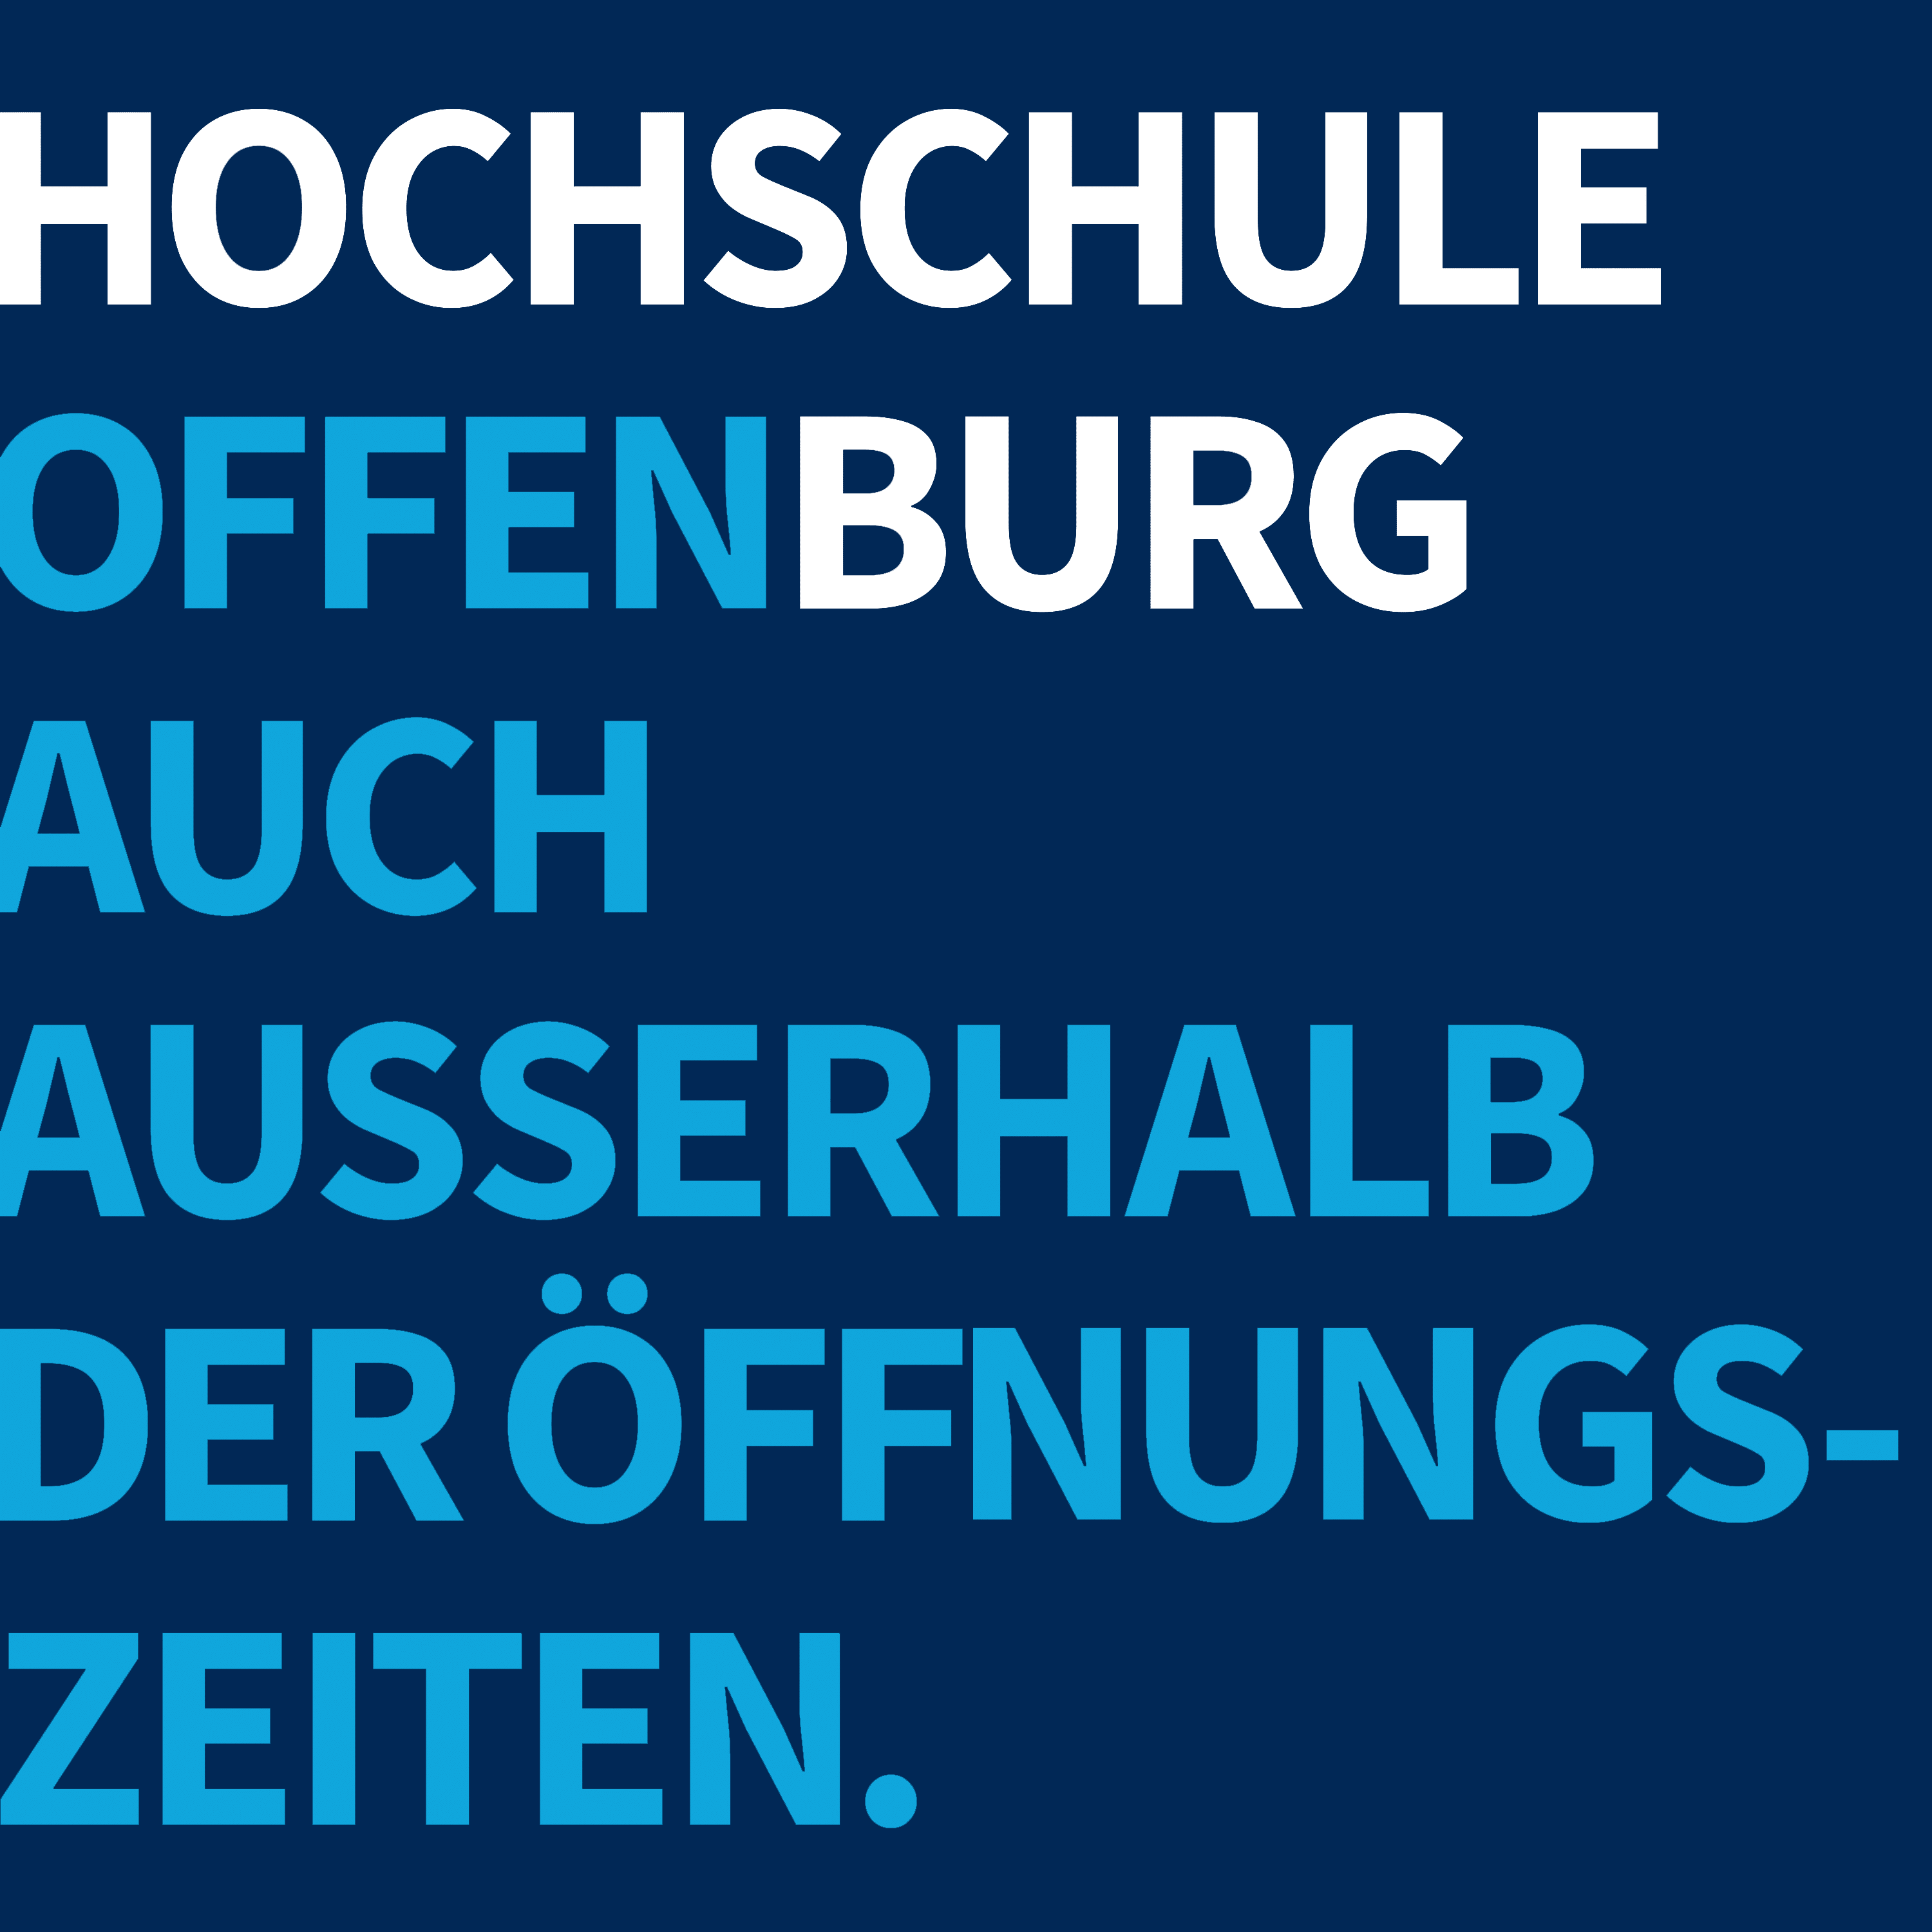 HOCHSCHULE
OFFENBURG
AUCH
AUSSERHALB
DER ÖFFNUNGS-
ZEITEN.